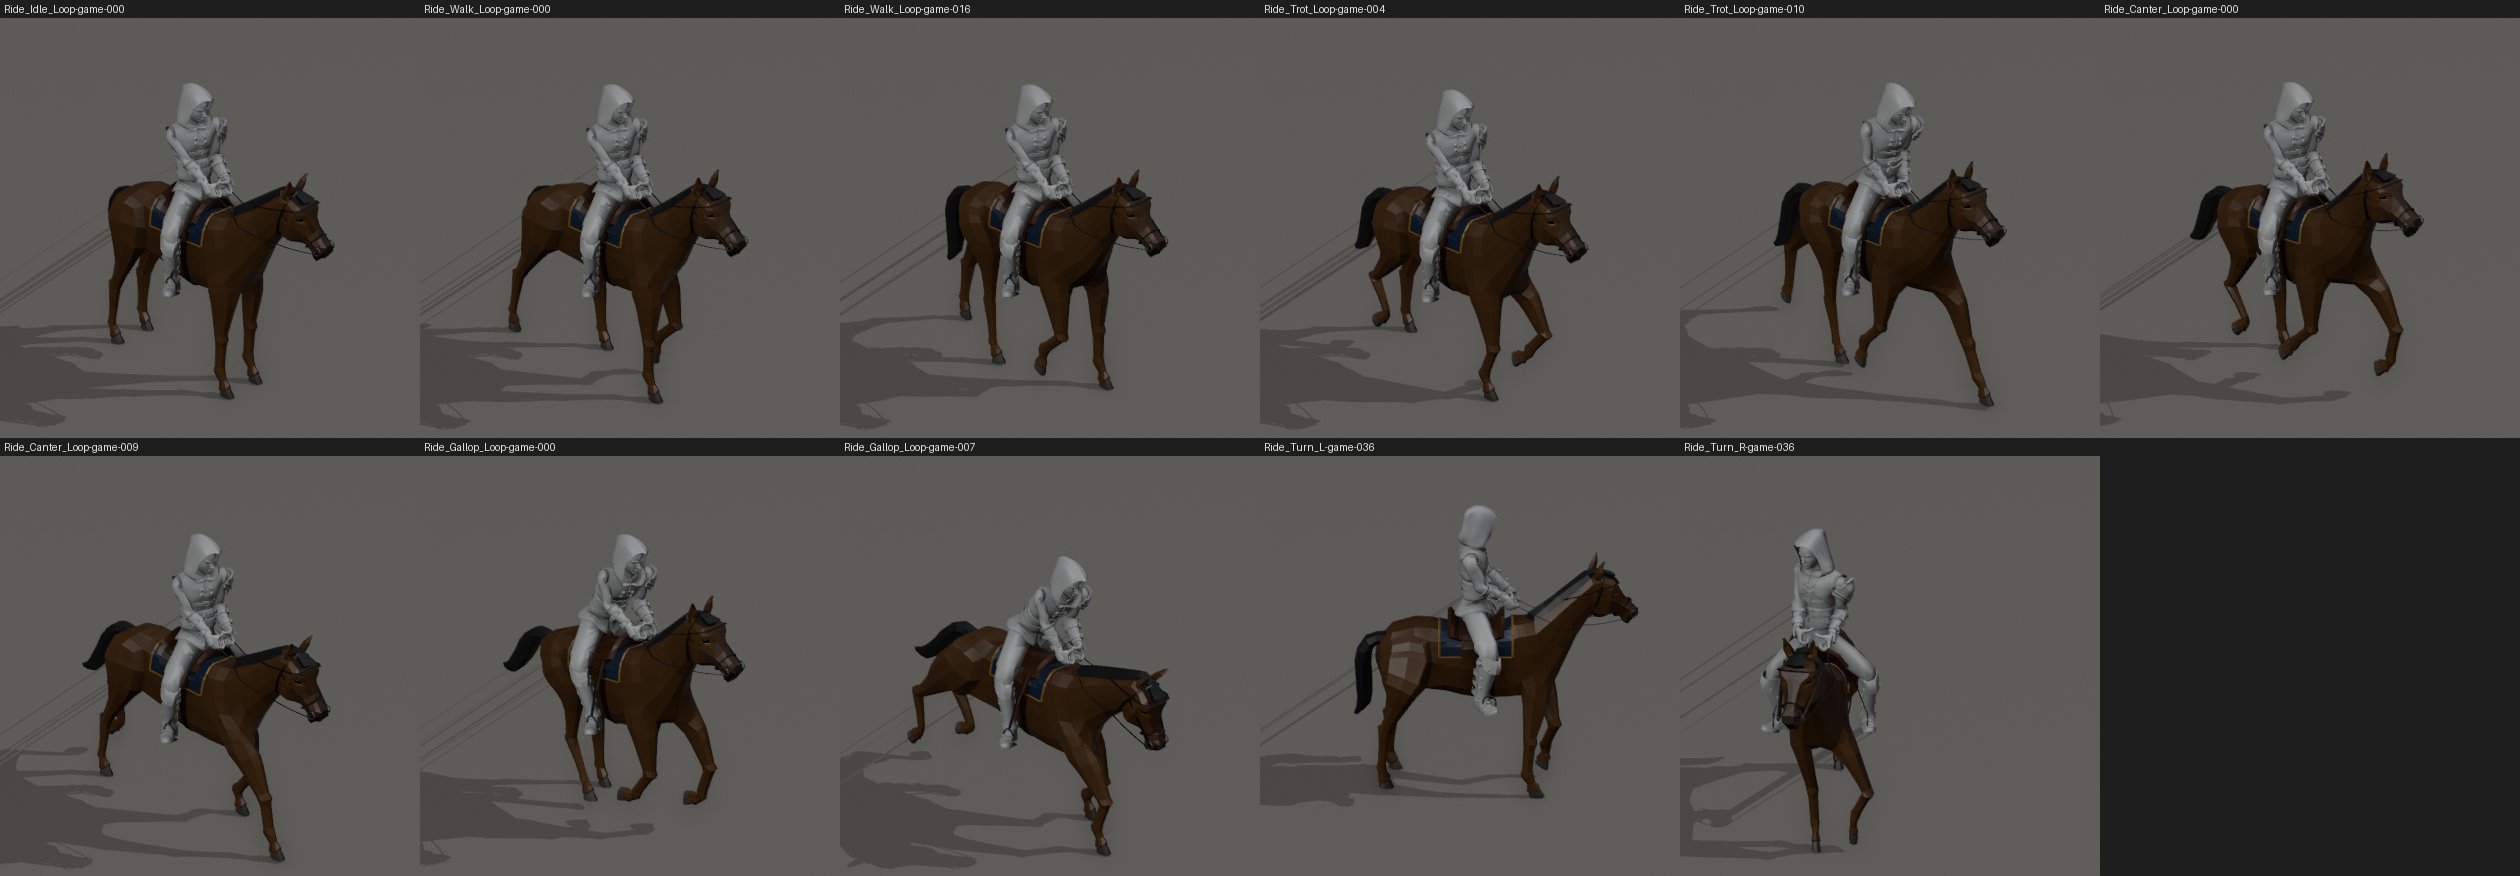 Ride_Idle_Loop-game-000
Ride_Walk_Loop-game-000
Ride_Walk_Loop-game-016
Ride_Trot_Loop-game-004
Ride_Trot_Loop-game-010
Ride_Canter_Loop-game-000
Ride_Canter_Loop-game-009
Ride_Gallop_Loop-game-000
Ride_Gallop_Loop-game-007
Ride_Turn_L-game-036
Ride_Turn_R-game-036